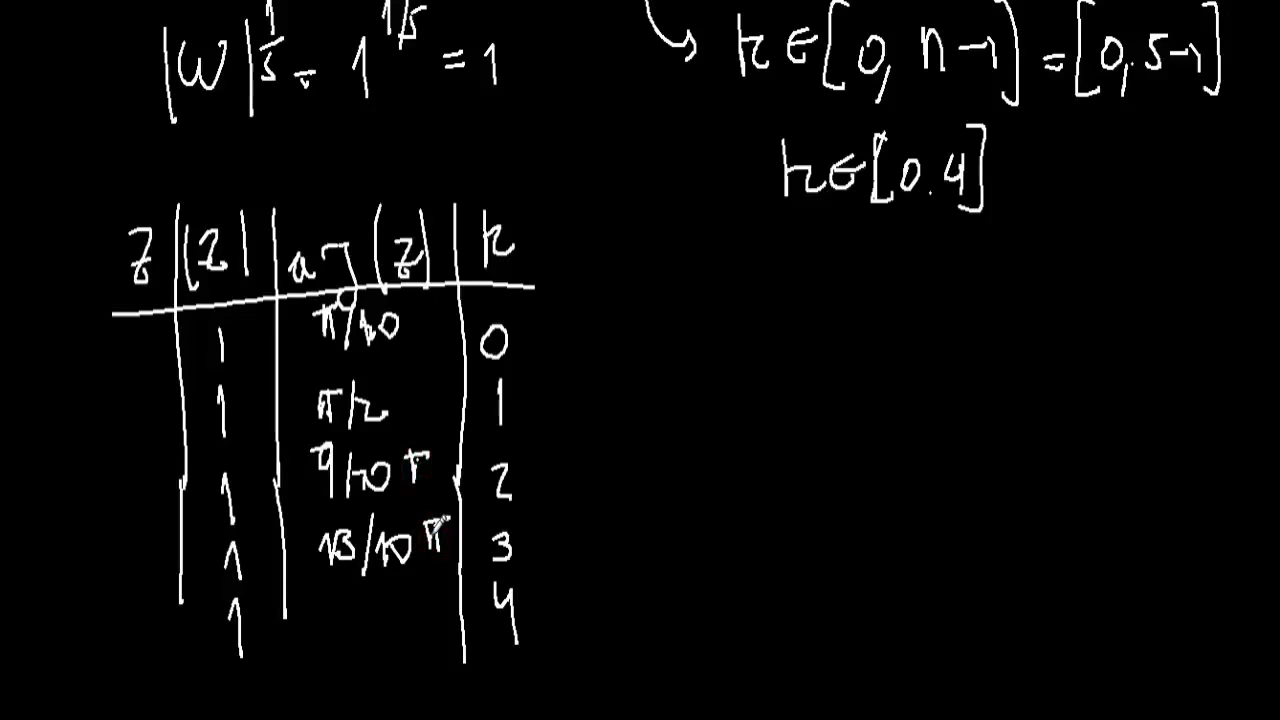 |W|^{1/5} = 1^{1/5} = 1
k∈[0, n-1] = [0, 5-1]
k∈[0.4]
z |z| arg(z) k
1 π/10 0
1 π/2 1
1 9/10 π 2
1 13/10 π 3
1 4